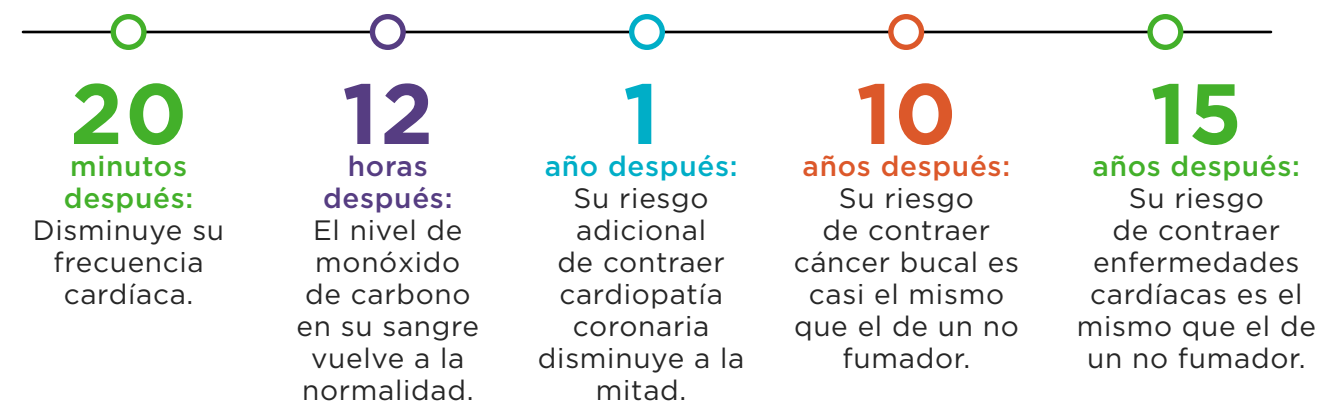 20
minutos
después:
Disminuye su
frecuencia
cardíaca.
12
horas
después:
El nivel de
monóxido
de carbono
en su sangre
vuelve a la
normalidad.
1
año después:
Su riesgo
adicional
de contraer
cardiopatía
coronaria
disminuye a la
mitad.
10
años después:
Su riesgo
de contraer
cáncer bucal es
casi el mismo
que el de un no
fumador.
15
años después:
Su riesgo
de contraer
enfermedades
cardíacas es el
mismo que el de
un no fumador.